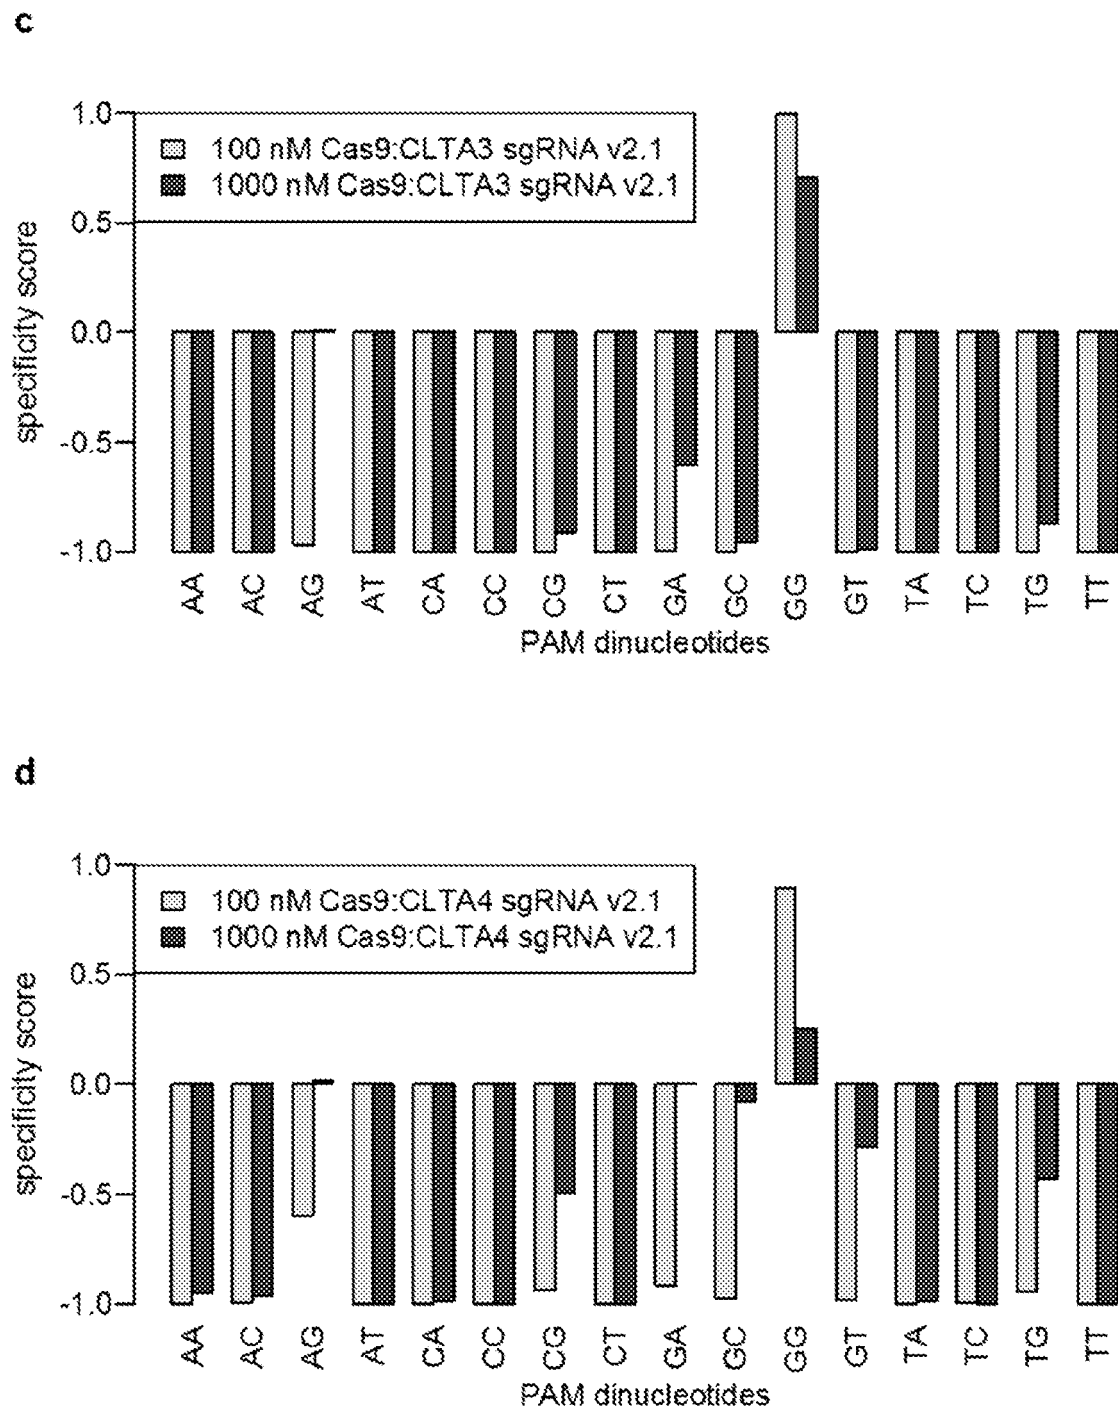 c
1.0
0.5
0.0
-0.5
-1.0
specificity score
100 nM Cas9:CLTA3 sgRNA v2.1
1000 nM Cas9:CLTA3 sgRNA v2.1
AA AC AG AT CA CC CG CT GA GC GG GT TA TC TG TT
PAM dinucleotides
d
1.0
0.5
0.0
-0.5
-1.0
specificity score
100 nM Cas9:CLTA4 sgRNA v2.1
1000 nM Cas9:CLTA4 sgRNA v2.1
AA AC AG AT CA CC CG CT GA GC GG GT TA TC TG TT
PAM dinucleotides